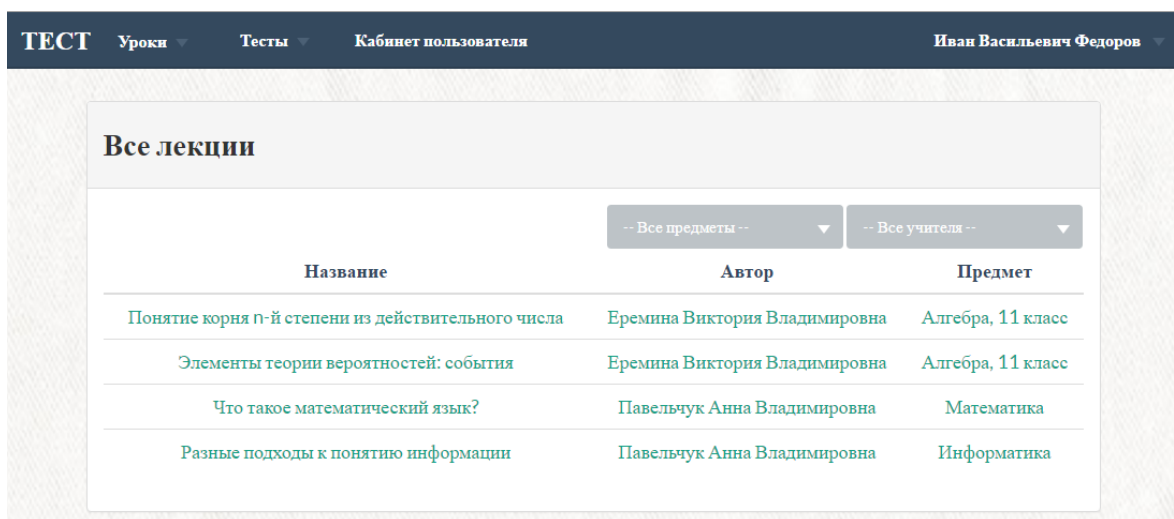 ТЕСТ Уроки Тесты Кабинет пользователя Иван Васильевич Федоров
Все лекции
-- Все предметы -- -- Все учителя --
Название Автор Предмет
Понятие корня n-й степени из действительного числа Еремина Виктория Владимировна Алгебра, 11 класс
Элементы теории вероятностей: события Еремина Виктория Владимировна Алгебра, 11 класс
Что такое математический язык? Павельчук Анна Владимировна Математика
Разные подходы к понятию информации Павельчук Анна Владимировна Информатика